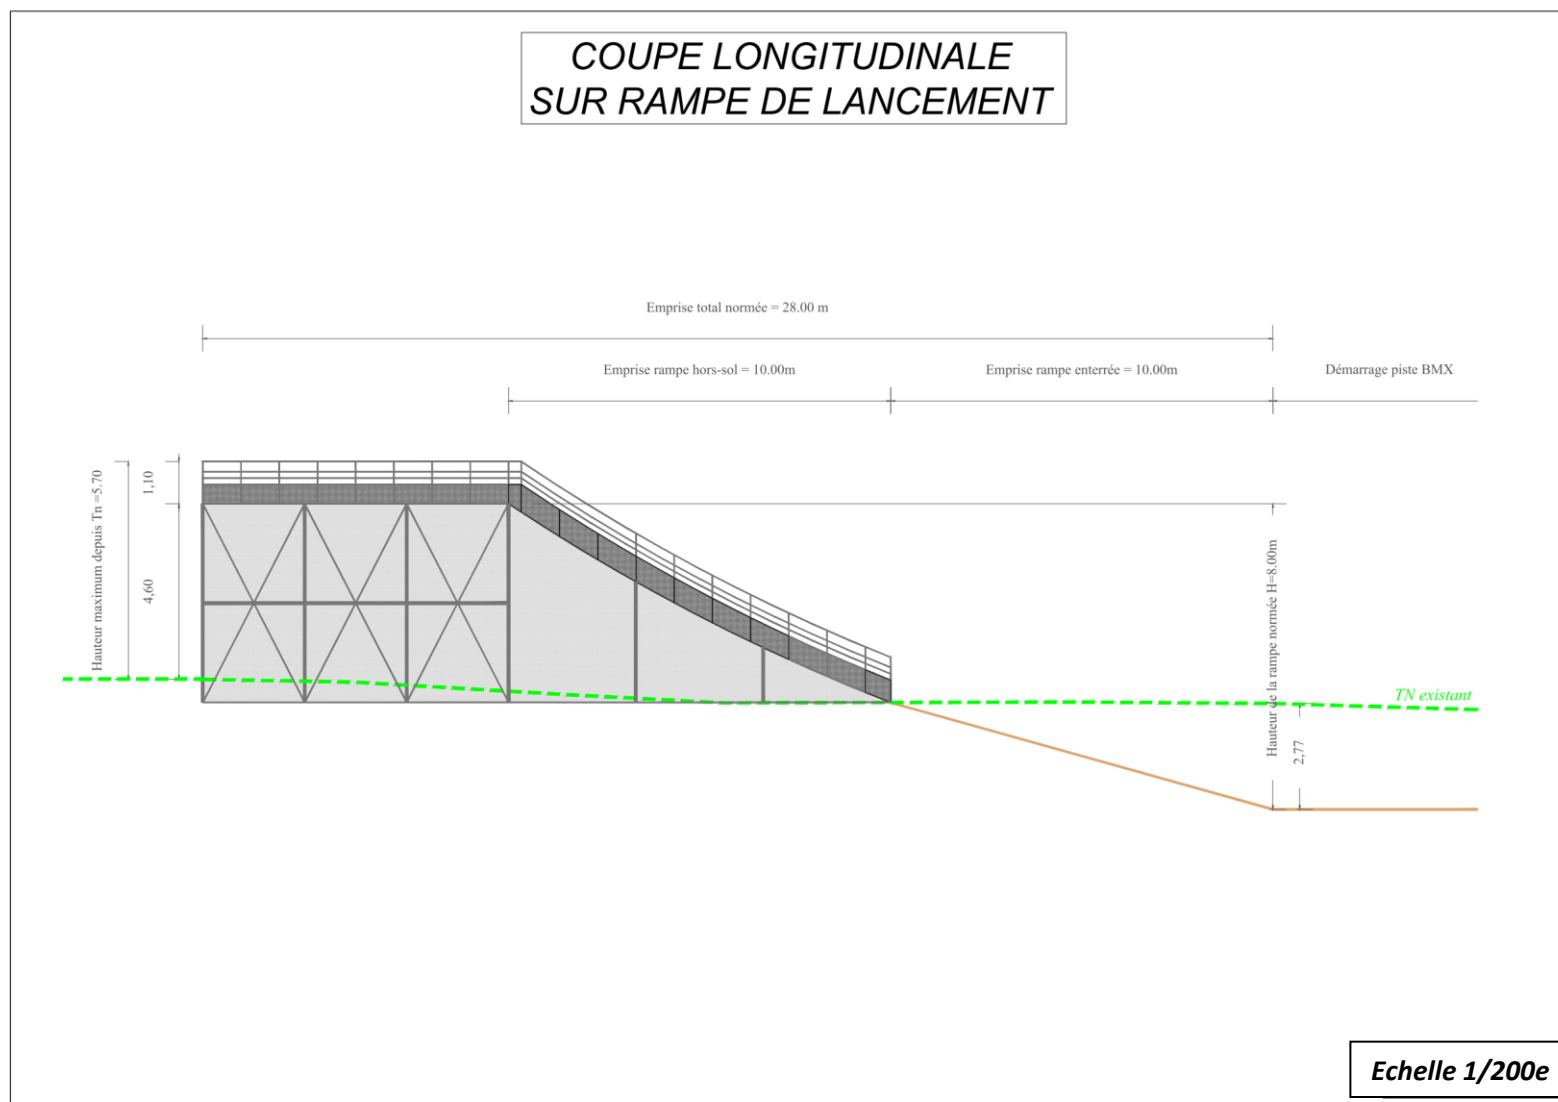 COUPE LONGITUDINALE
SUR RAMPE DE LANCEMENT
Emprise total normée = 28.00 m
Emprise rampe hors-sol = 10.00m
Emprise rampe enterrée = 10.00m
Démarrage piste BMX
Hauteur maximum depuis Tn =5.70
1,10
4,60
Hauteur de la rampe normée H=8.00m
TN existant
2,77
Echelle 1/200e